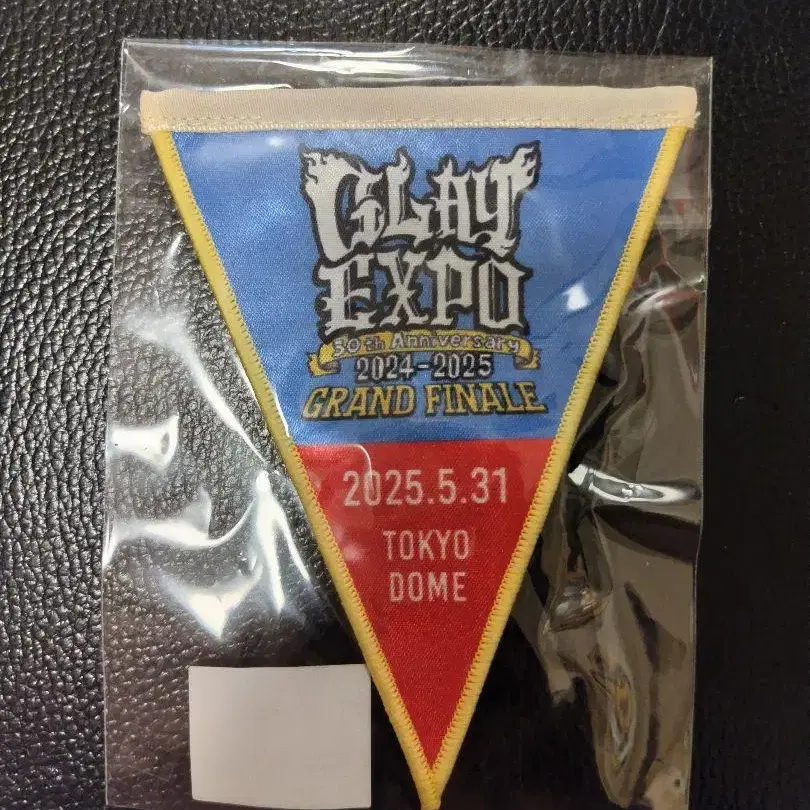 GLAY
EXPO
30th Anniversary
2024-2025
GRAND FINALE
2025.5.31
TOKYO
DOME